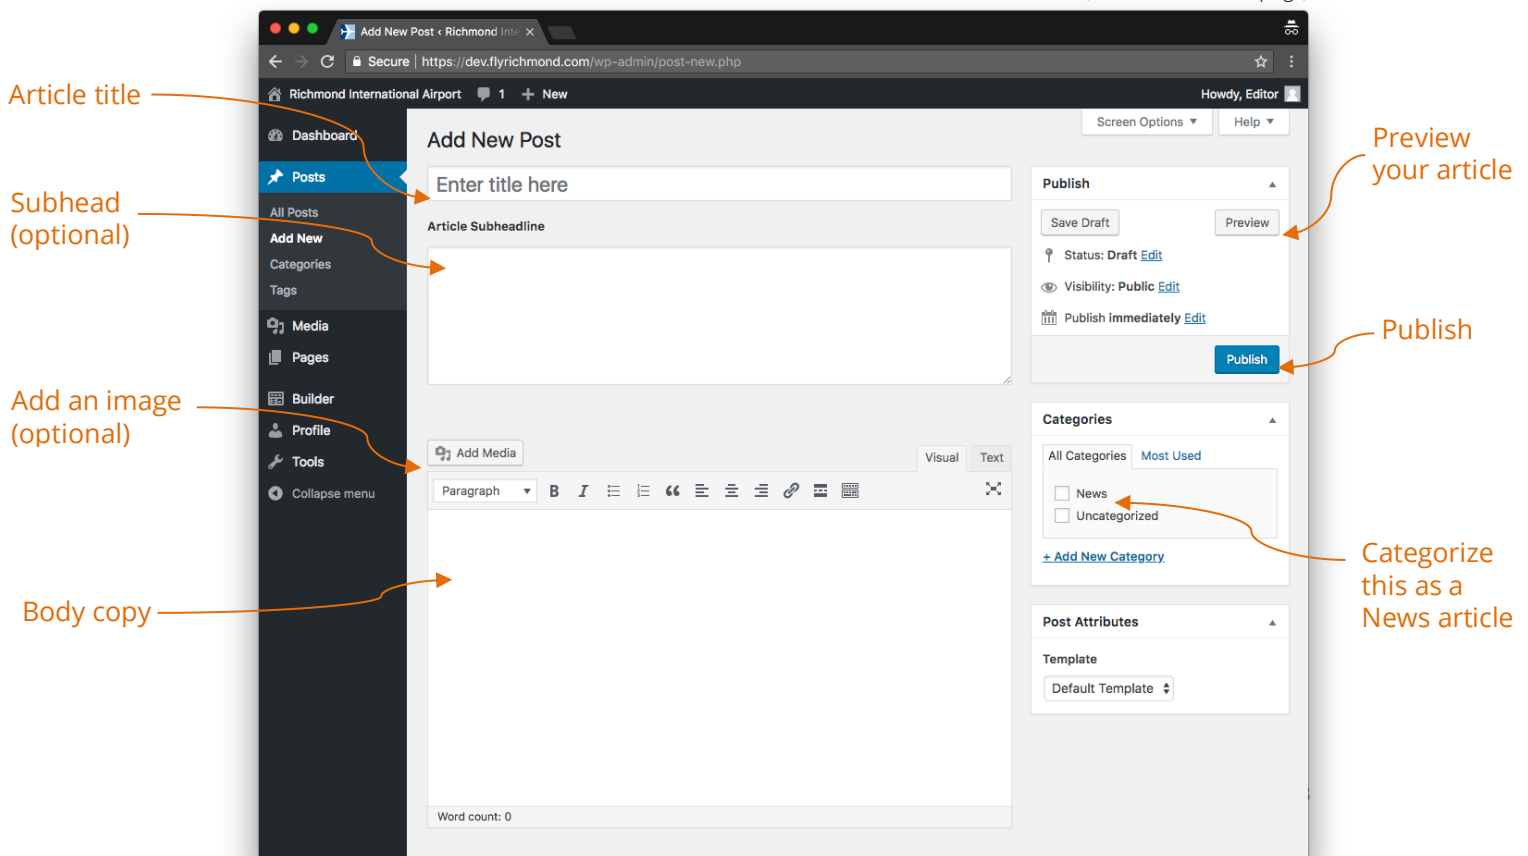 Add New Post ‹ Richmond Inte
Secure | https://dev.flyrichmond.com/wp-admin/post-new.php
Richmond International Airport 1 + New
Howdy, Editor
Article title
Subhead
(optional)
Add an image
(optional)
Body copy
Dashboard
Posts
All Posts
Add New
Categories
Tags
Media
Pages
Builder
Profile
Tools
Collapse menu
Screen Options
Help
Add New Post
Enter title here
Article Subheadline
Add Media
Visual
Text
Paragraph
B I
Word count: 0
Publish
Save Draft
Preview
Status: Draft Edit
Visibility: Public Edit
Publish immediately Edit
Publish
Categories
All Categories
Most Used
News
Uncategorized
+ Add New Category
Post Attributes
Template
Default Template
Preview
your article
Publish
Categorize
this as a
News article